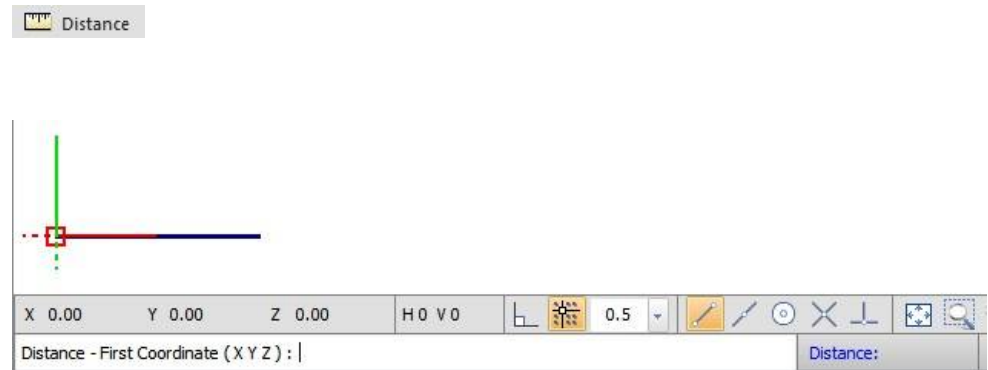 Distance
X 0.00 Y 0.00 Z 0.00 H 0 V 0 0.5
Distance - First Coordinate ( X Y Z ) : Distance: